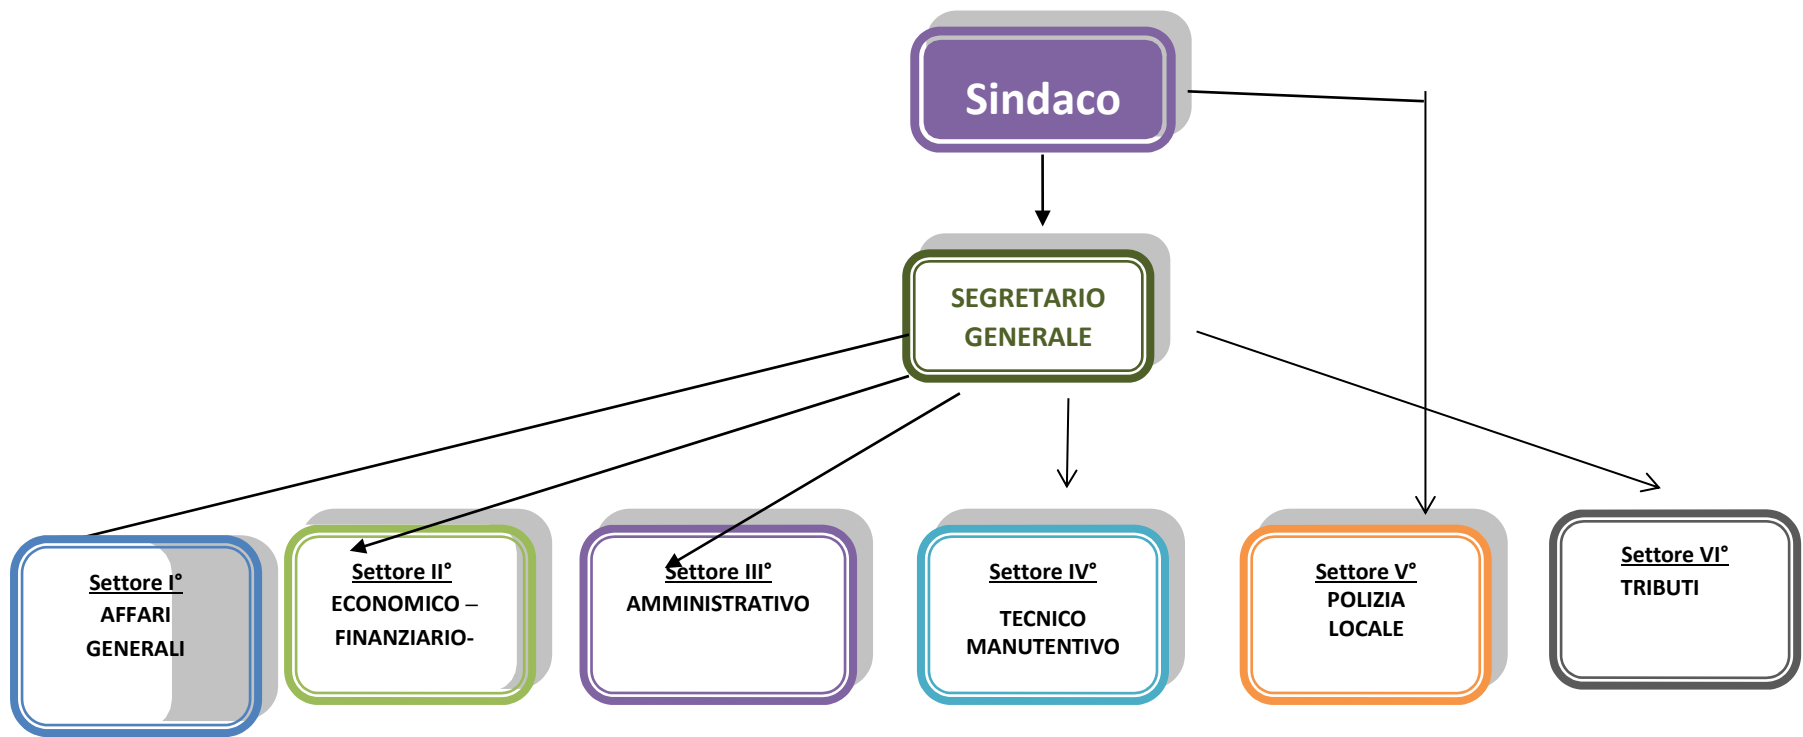 Sindaco
SEGRETARIO
GENERALE
Settore I°
AFFARI
GENERALI
Settore II°
ECONOMICO –
FINANZIARIO-
Settore III°
AMMINISTRATIVO
Settore IV°
TECNICO
MANUTENTIVO
Settore V°
POLIZIA
LOCALE
Settore VI°
TRIBUTI